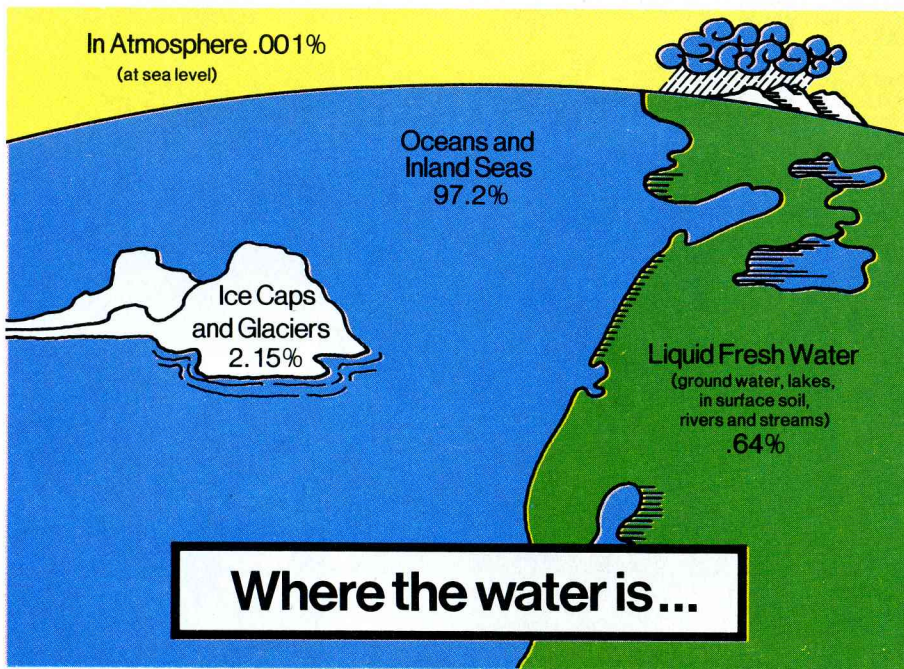 In Atmosphere .001%
(at sea level)
Oceans and
Inland Seas
97.2%
Ice Caps
and Glaciers
2.15%
Liquid Fresh Water
(ground water, lakes,
in surface soil,
rivers and streams)
.64%
Where the water is...